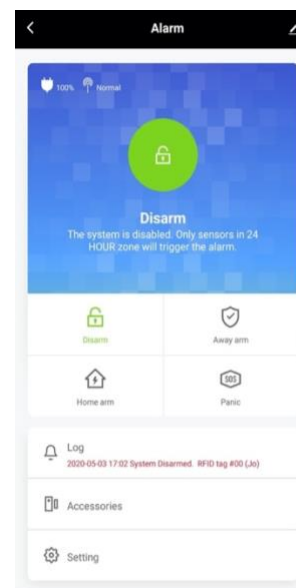 Alarm
100% Normal
Disarm
The system is disabled. Only sensors in 24
HOUR zone will trigger the alarm.
Disarm
Away arm
Home arm
SOS
Panic
Log
2020-05-03 17:02 System Disarmed. RFID tag #00 (Jo)
Accessories
Setting